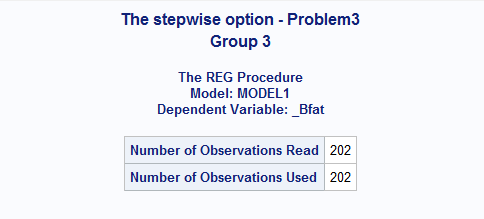 The stepwise option - Problem3
Group 3
The REG Procedure
Model: MODEL1
Dependent Variable: _Bfat
Number of Observations Read 202
Number of Observations Used 202